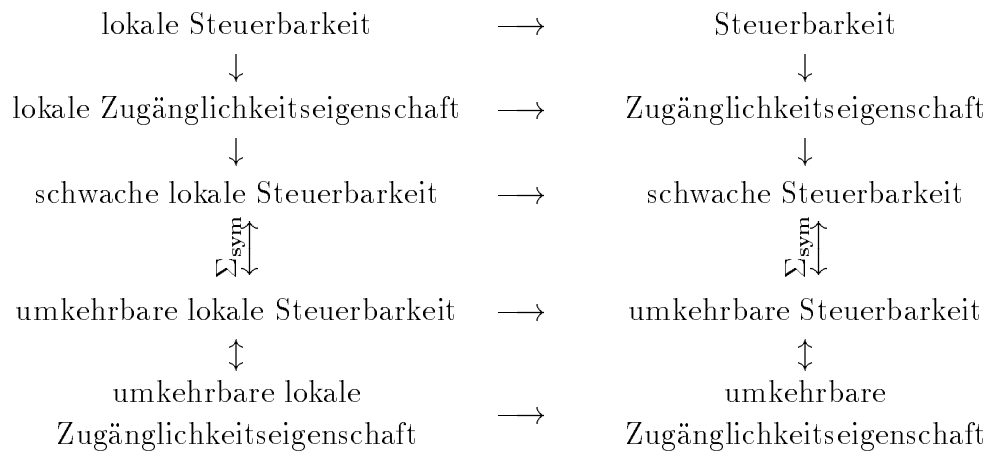 lokale Steuerbarkeit ⟶ Steuerbarkeit
↓ ↓
lokale Zugänglichkeitseigenschaft ⟶ Zugänglichkeitseigenschaft
↓ ↓
schwache lokale Steuerbarkeit ⟶ schwache Steuerbarkeit
Σsym ↕ Σsym ↕
umkehrbare lokale Steuerbarkeit ⟶ umkehrbare Steuerbarkeit
↕ ↕
umkehrbare lokale ⟶ umkehrbare
Zugänglichkeitseigenschaft Zugänglichkeitseigenschaft